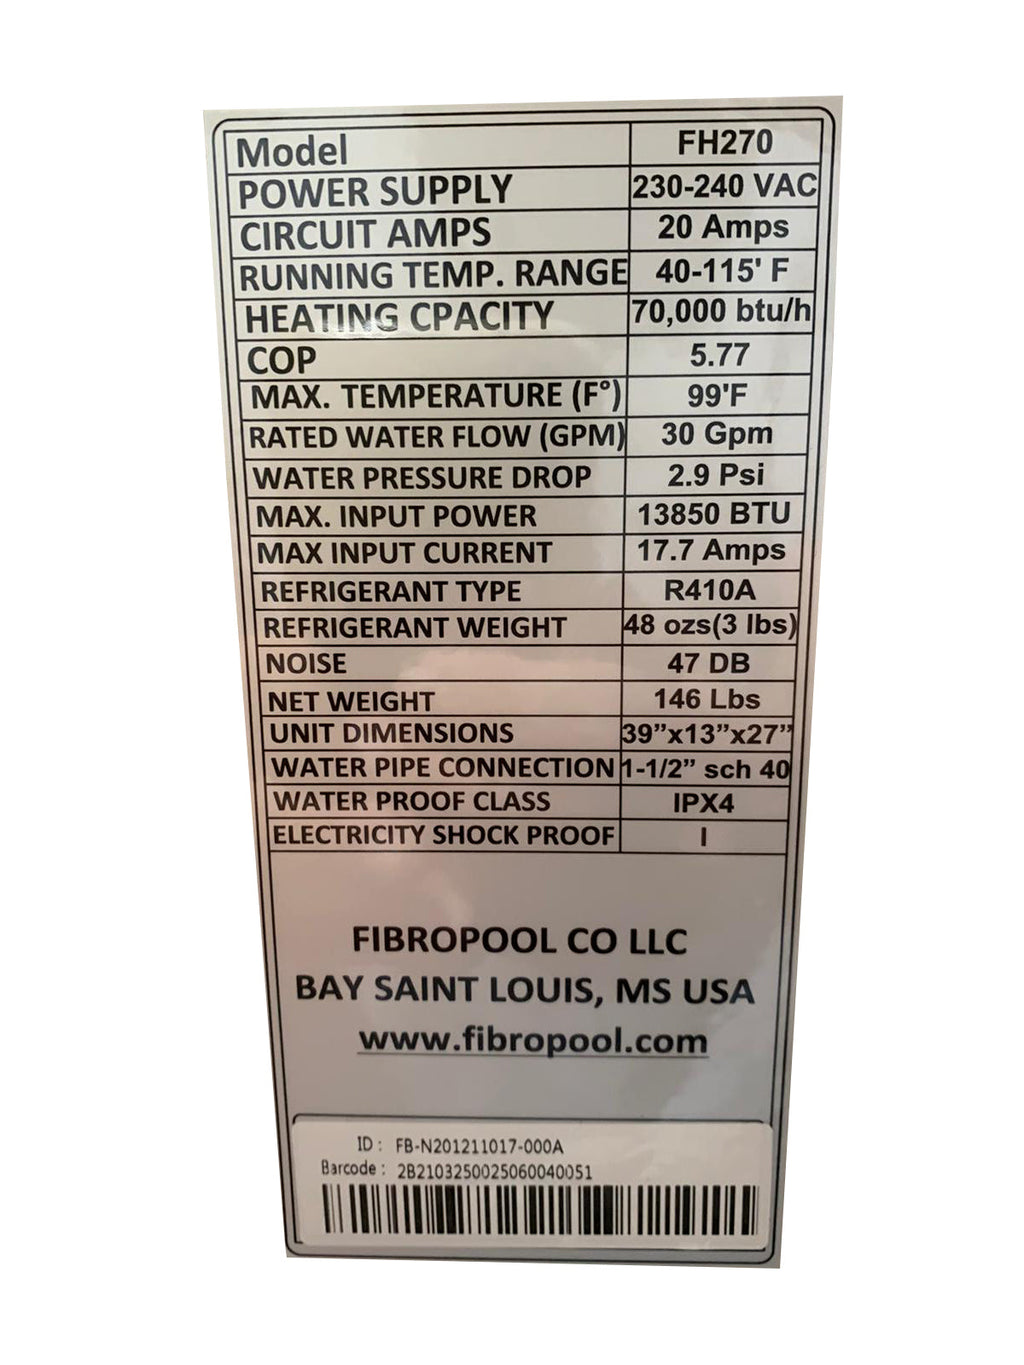 Model FH270
POWER SUPPLY 230-240 VAC
CIRCUIT AMPS 20 Amps
RUNNING TEMP. RANGE 40-115' F
HEATING CPACITY 70,000 btu/h
COP 5.77
MAX. TEMPERATURE (F°) 99'F
RATED WATER FLOW (GPM) 30 Gpm
WATER PRESSURE DROP 2.9 Psi
MAX. INPUT POWER 13850 BTU
MAX INPUT CURRENT 17.7 Amps
REFRIGERANT TYPE R410A
REFRIGERANT WEIGHT 48 ozs(3 lbs)
NOISE 47 DB
NET WEIGHT 146 Lbs
UNIT DIMENSIONS 39”x13”x27”
WATER PIPE CONNECTION 1-1/2” sch 40
WATER PROOF CLASS IPX4
ELECTRICITY SHOCK PROOF I
FIBROPOOL CO LLC
BAY SAINT LOUIS, MS USA
www.fibropool.com
ID : FB-N201211017-000A
Barcode : 2B2103250025060040051